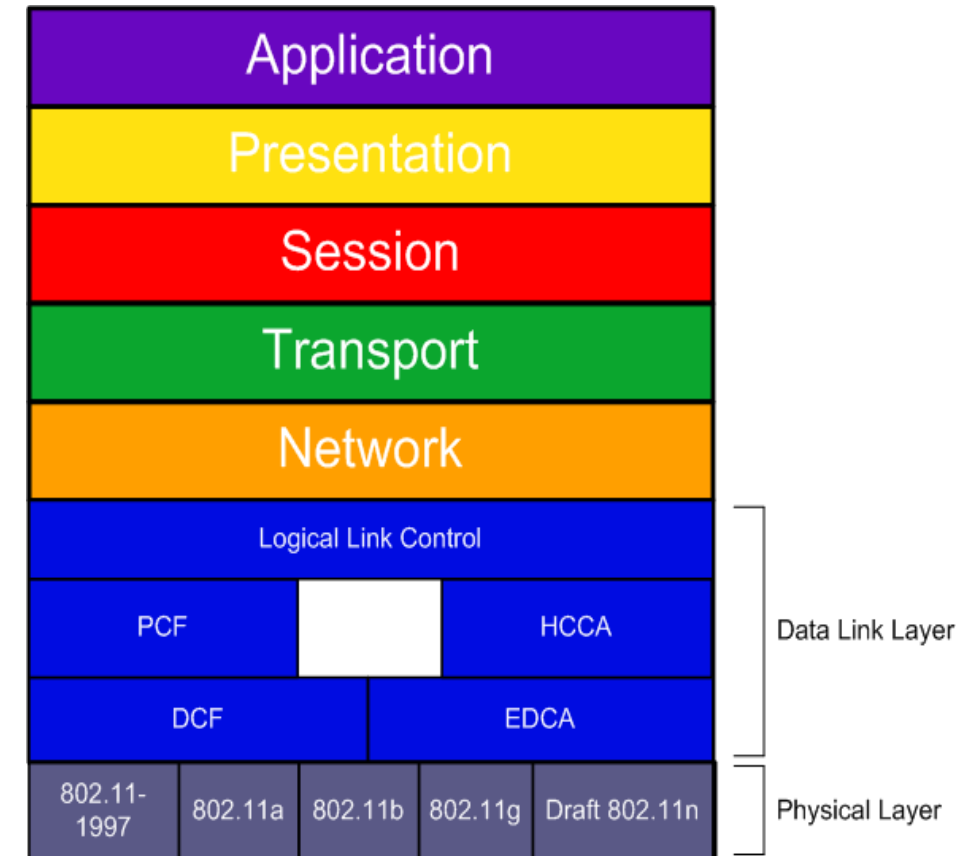 Application
Presentation
Session
Transport
Network
Logical Link Control
PCF
HCCA
Data Link Layer
DCF
EDCA
802.11-
1997
802.11a
802.11b
802.11g
Draft 802.11n
Physical Layer